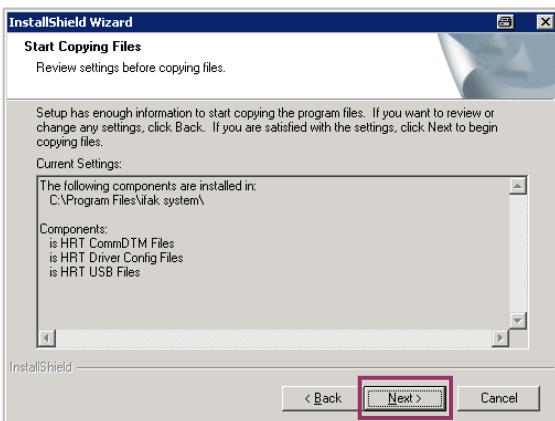 InstallShield Wizard
Start Copying Files
Review settings before copying files.
Setup has enough information to start copying the program files. If you want to review or
change any settings, click Back. If you are satisfied with the settings, click Next to begin
copying files.
Current Settings:
The following components are installed in:
C:\Program Files\ifak system\
Components:
is HRT CommDTM Files
is HRT Driver Config Files
is HRT USB Files
InstallShield
< Back
Next >
Cancel